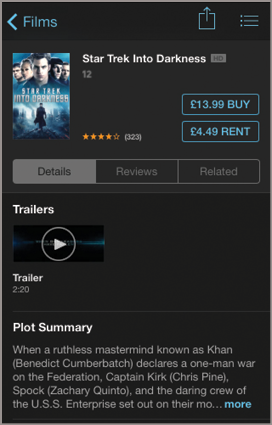 Films
Star Trek Into Darkness HD
12
£13.99 BUY
£4.49 RENT
(323)
Details Reviews Related
Trailers
Trailer
2:20
Plot Summary
When a ruthless mastermind known as Khan
(Benedict Cumberbatch) declares a one-man war
on the Federation, Captain Kirk (Chris Pine),
Spock (Zachary Quinto), and the daring crew of
the U.S.S. Enterprise set out on their mo... more
STAR TREK
INTO DARKNESS